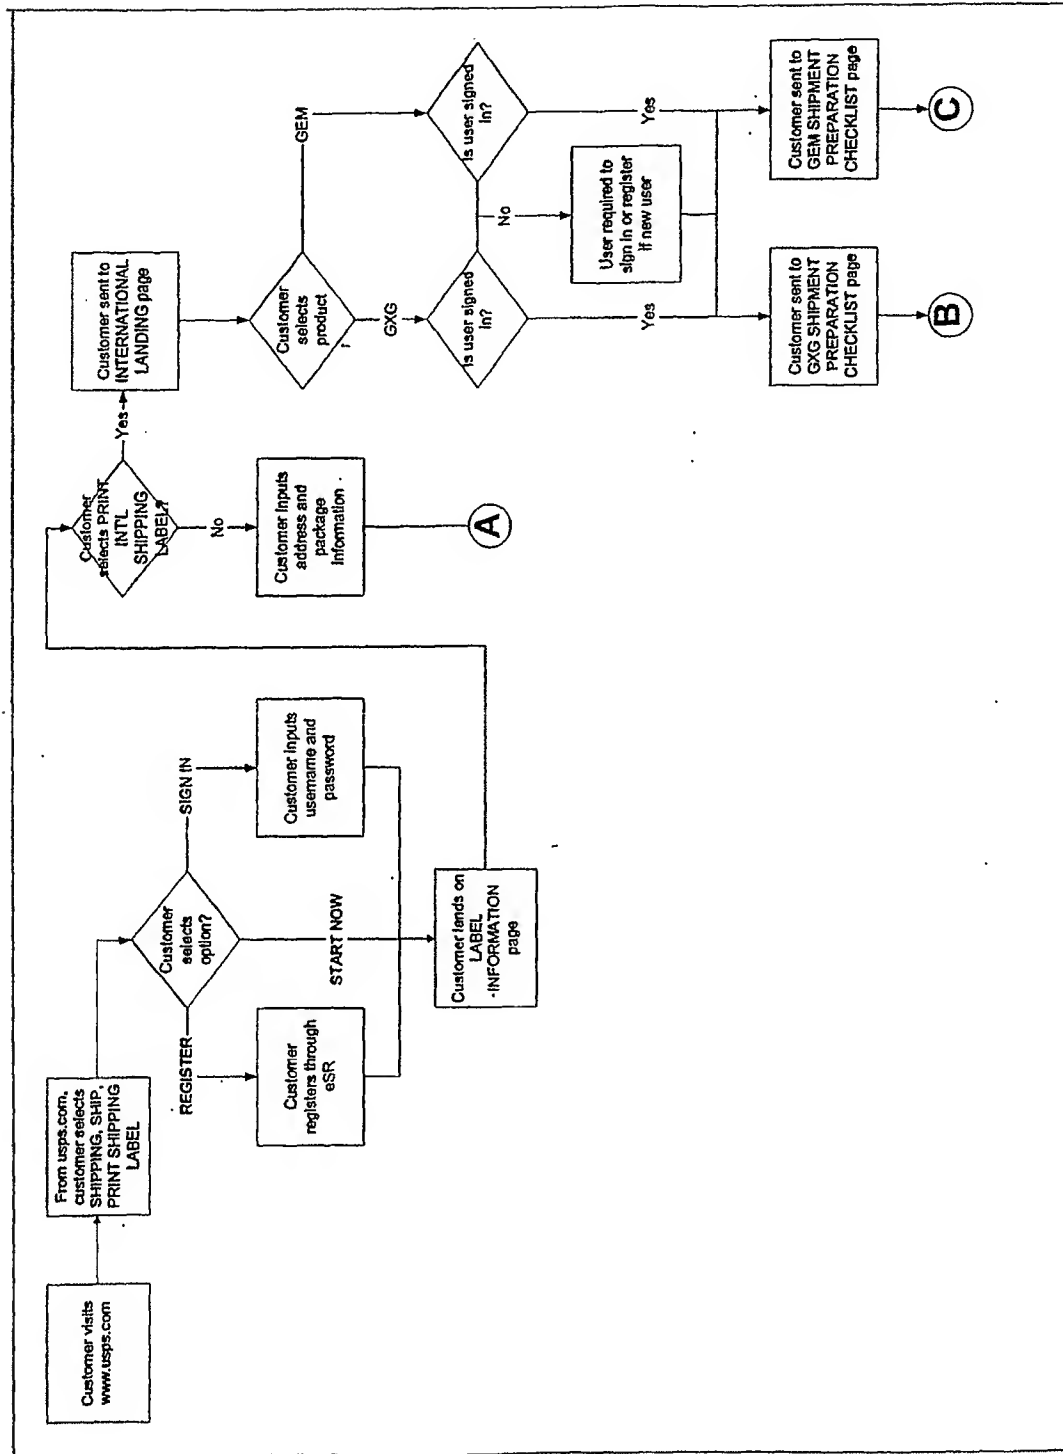 Customer visits
www.usps.com
From usps.com,
customer selects
SHIPPING, SHIP,
PRINT SHIPPING
LABEL
Customer
selects
option?
REGISTER
SIGN IN
START NOW
Customer
registers through
eSR
Customer Inputs
username and
password
Customer lands on
LABEL
-INFORMATION
page
Customer
selects PRINT
INT'L
SHIPPING
LABEL?
Yes
No
Customer Inputs
address and
package
Information
A
Customer sent to
INTERNATIONAL
LANDING page
Customer
selects
product
GXG
GEM
Is user signed
In?
Is user signed
In?
No
User required to
sign in or register
if new user
Yes
Yes
Customer sent to
GXG SHIPMENT
PREPARATION
CHECKLIST page
Customer sent to
GEM SHIPMENT
PREPARATION
CHECKLIST page
B
C